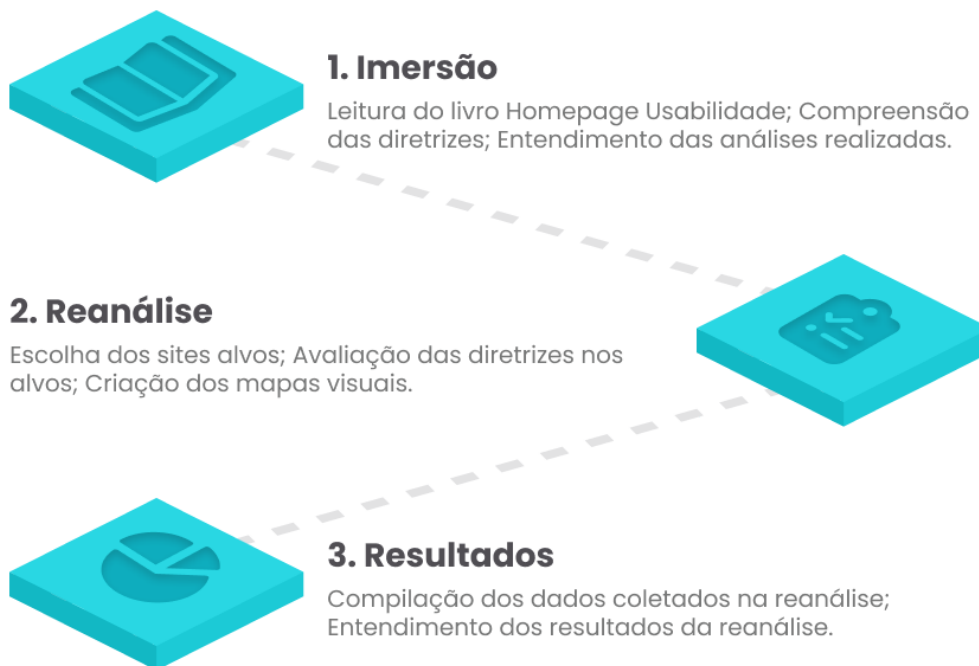 1. Imersão
Leitura do livro Homepage Usabilidade; Compreensão
das diretrizes; Entendimento das análises realizadas.
2. Reanálise
Escolha dos sites alvos; Avaliação das diretrizes nos
alvos; Criação dos mapas visuais.
3. Resultados
Compilação dos dados coletados na reanálise;
Entendimento dos resultados da reanálise.